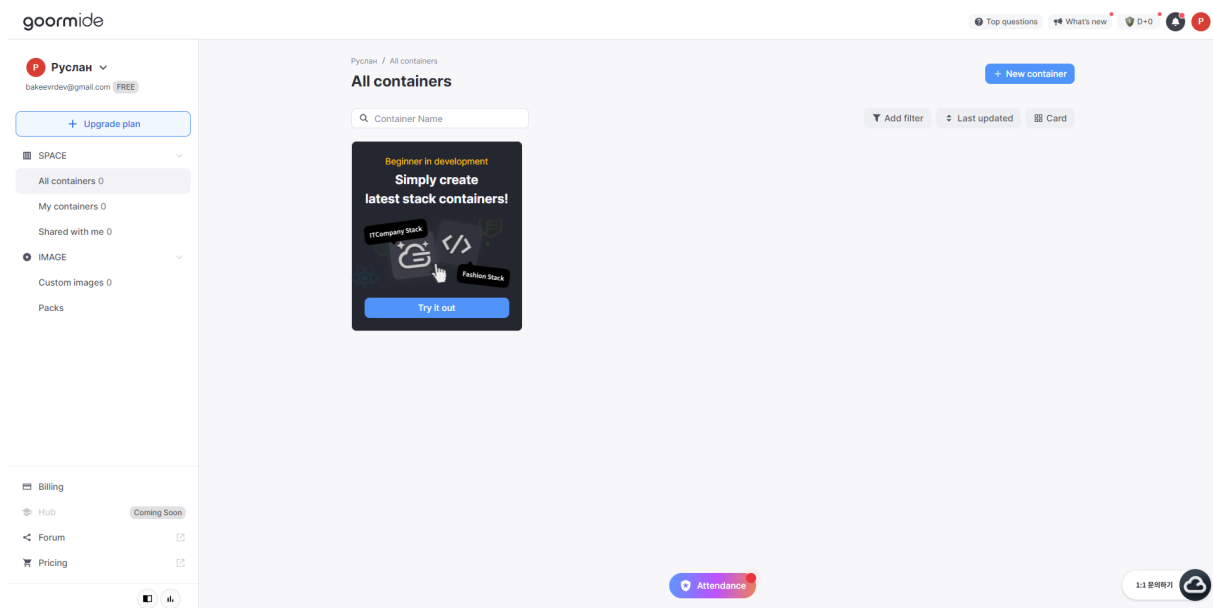 goormide
Top questions
What's new
D+0
P
P
Руслан
bakeevrdev@gmail.com FREE
+ Upgrade plan
SPACE
All containers 0
My containers 0
Shared with me 0
IMAGE
Custom images 0
Packs
Billing
Hub Coming Soon
Forum
Pricing
Руслан / All containers
All containers
+ New container
Container Name
Add filter
Last updated
Card
Beginner in development
Simply create
latest stack containers!
ITCompany Stack
</>
Fashion Stack
Try it out
Attendance
1:1 문의하기